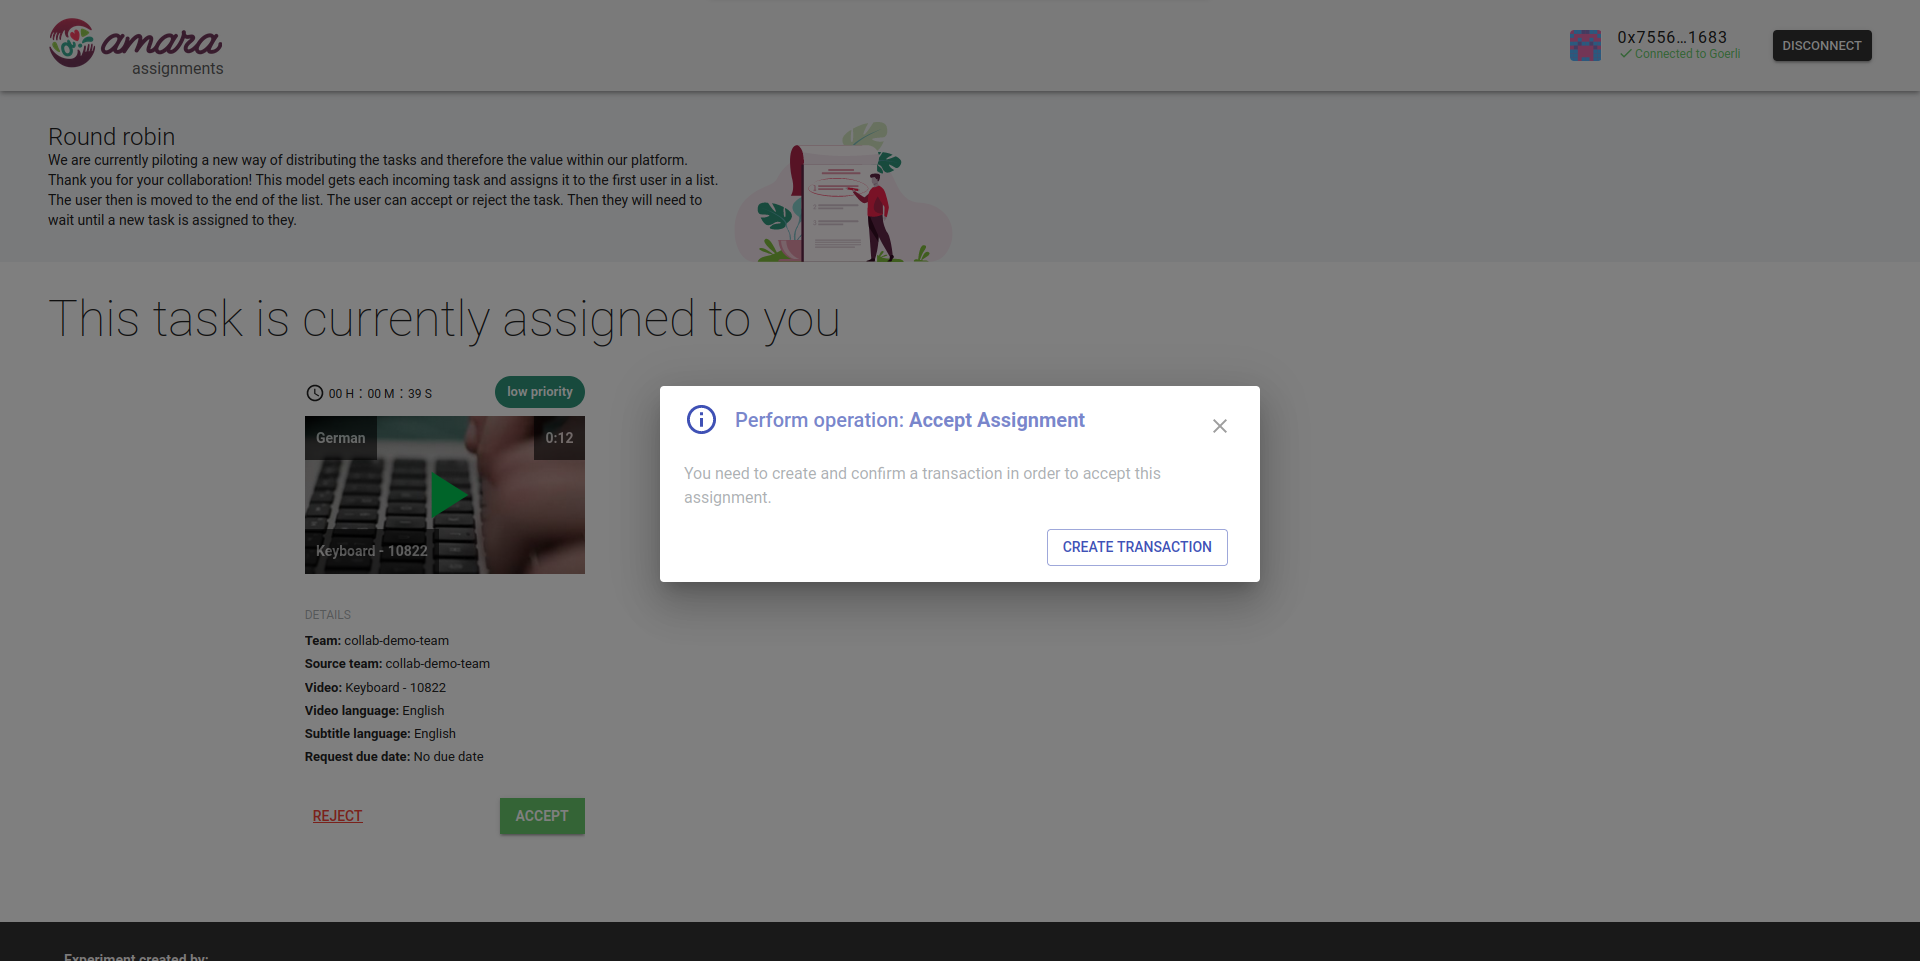 amara
assignments
0x7556...1683
Connected to Goerli
DISCONNECT
Round robin
We are currently piloting a new way of distributing the tasks and therefore the value within our platform.
Thank you for your collaboration! This model gets each incoming task and assigns it to the first user in a list.
The user then is moved to the end of the list. The user can accept or reject the task. Then they will need to
wait until a new task is assigned to they.
This task is currently assigned to you
00 H : 00 M : 39 S
low priority
German
0:12
Keyboard - 10822
Perform operation: Accept Assignment
You need to create and confirm a transaction in order to accept this
assignment.
CREATE TRANSACTION
DETAILS
Team: collab-demo-team
Source team: collab-demo-team
Video: Keyboard - 10822
Video language: English
Subtitle language: English
Request due date: No due date
REJECT
ACCEPT
Experiment created by: